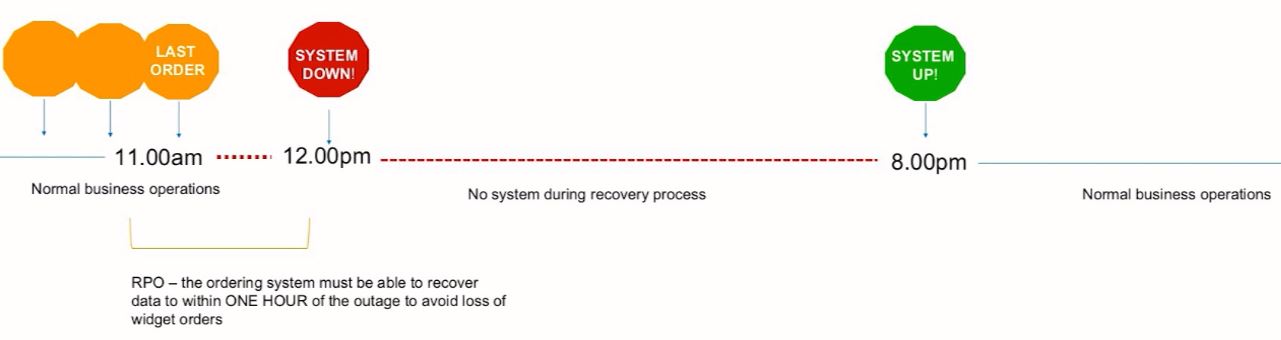 LAST
ORDER
SYSTEM
DOWN!
SYSTEM
UP!
11.00am
12.00pm
8.00pm
Normal business operations
No system during recovery process
Normal business operations
RPO – the ordering system must be able to recover
data to within ONE HOUR of the outage to avoid loss of
widget orders